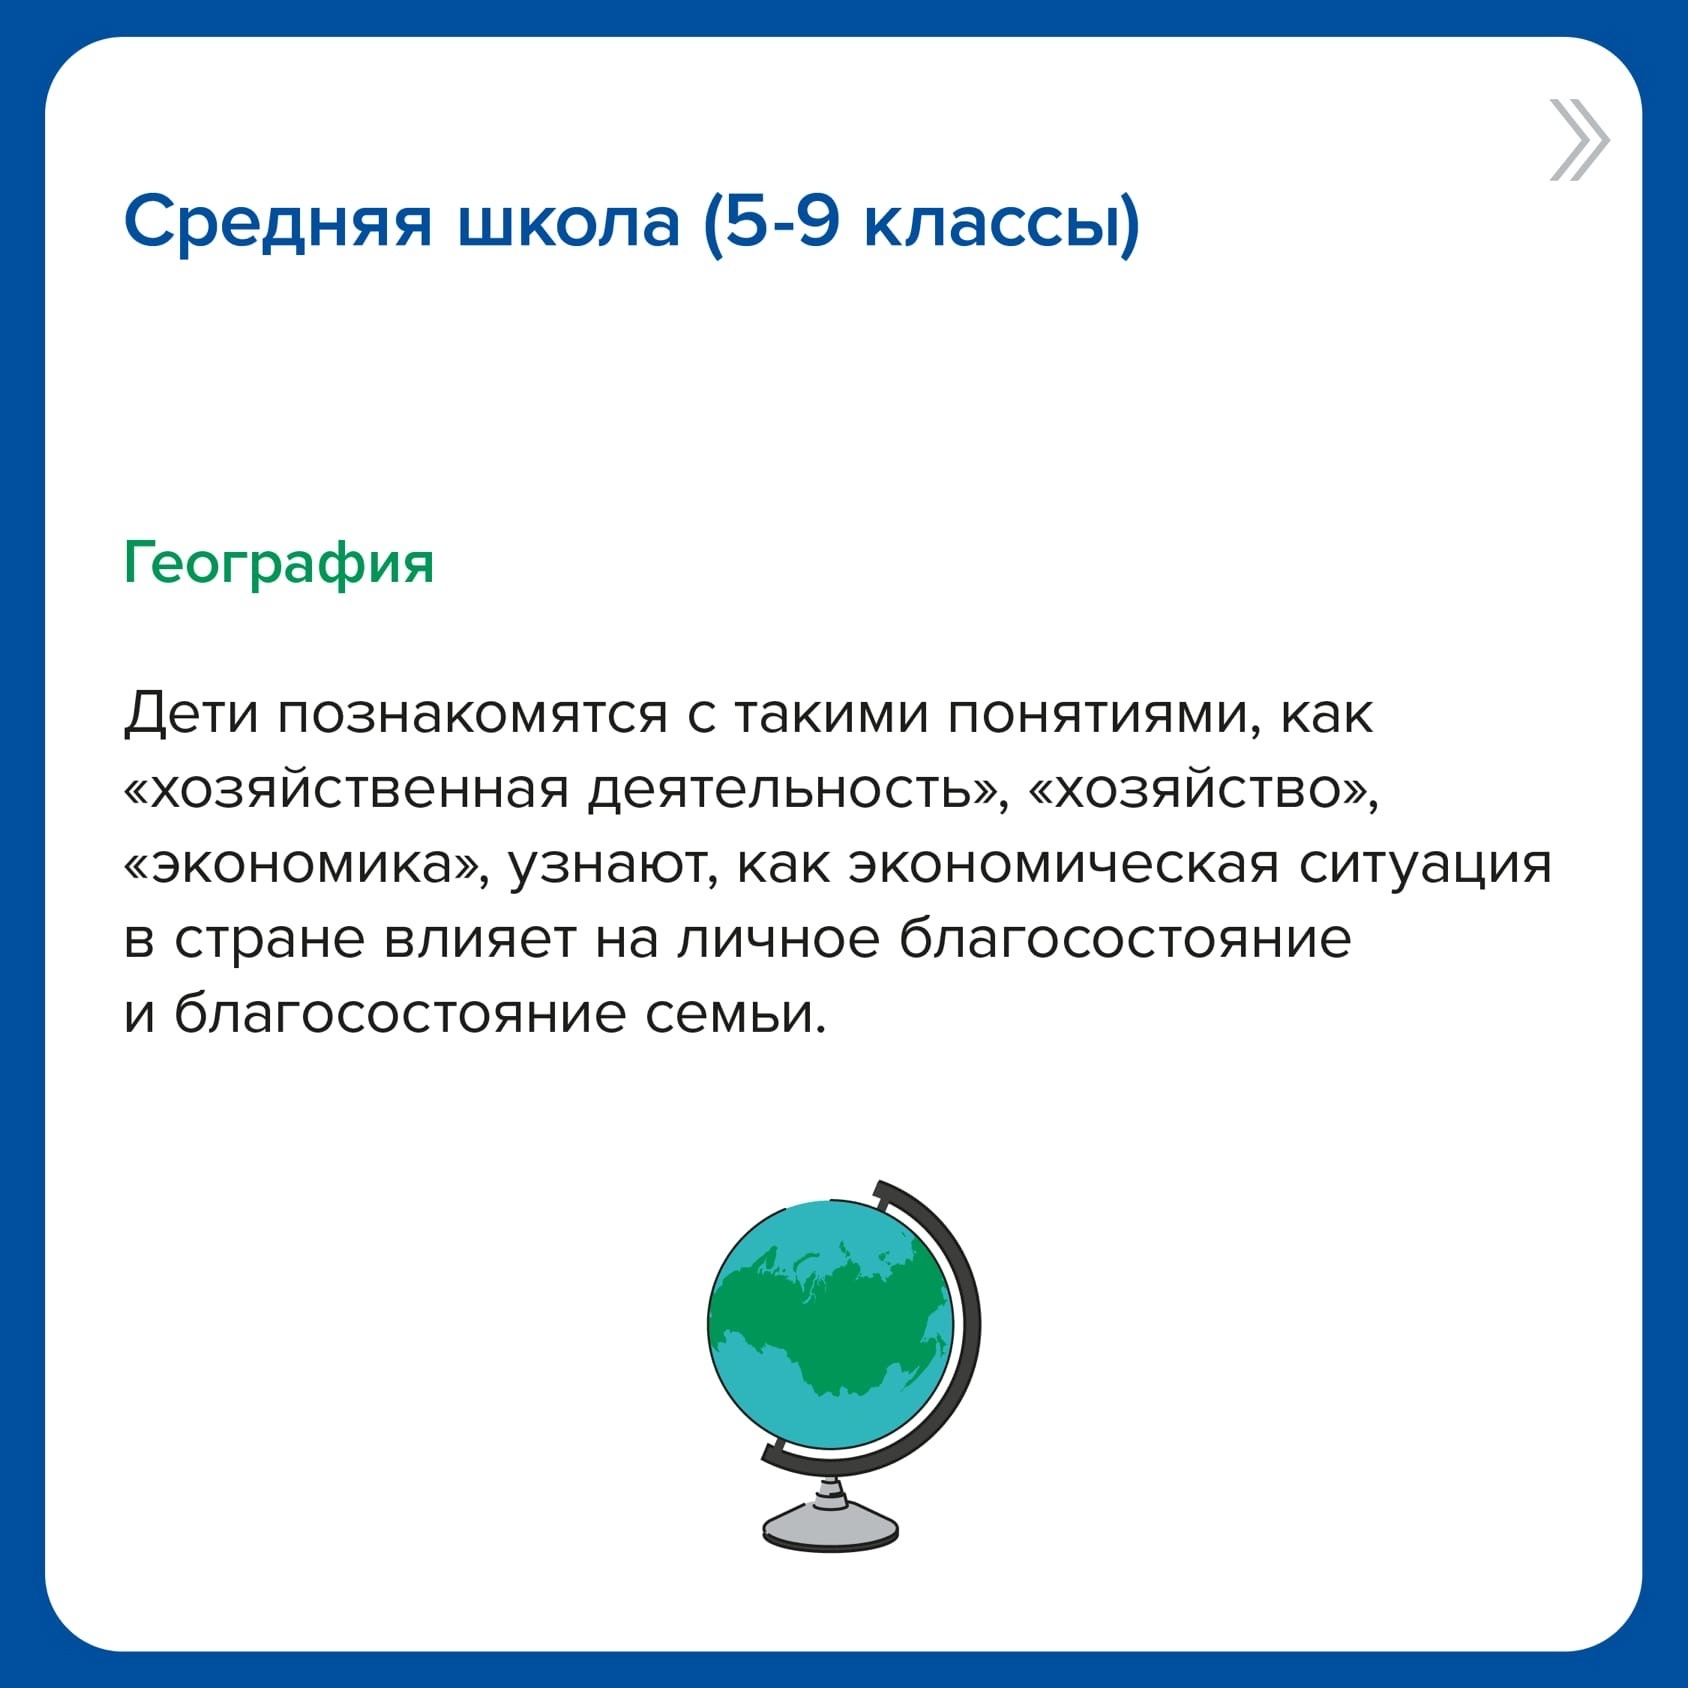 Средняя школа (5-9 классы)
География
Дети познакомятся с такими понятиями, как
«хозяйственная деятельность», «хозяйство»,
«экономика», узнают, как экономическая ситуация
в стране влияет на личное благосостояние
и благосостояние семьи.